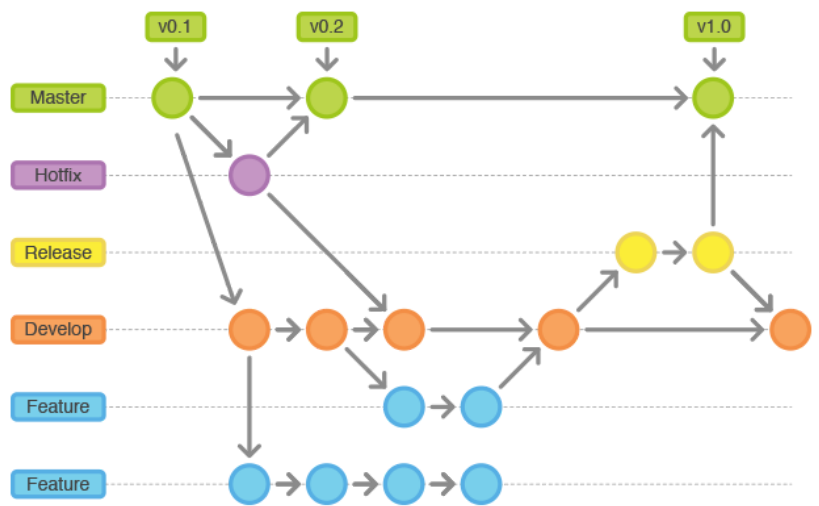 v0.1
v0.2
v1.0
Master
Hotfix
Release
Develop
Feature
Feature